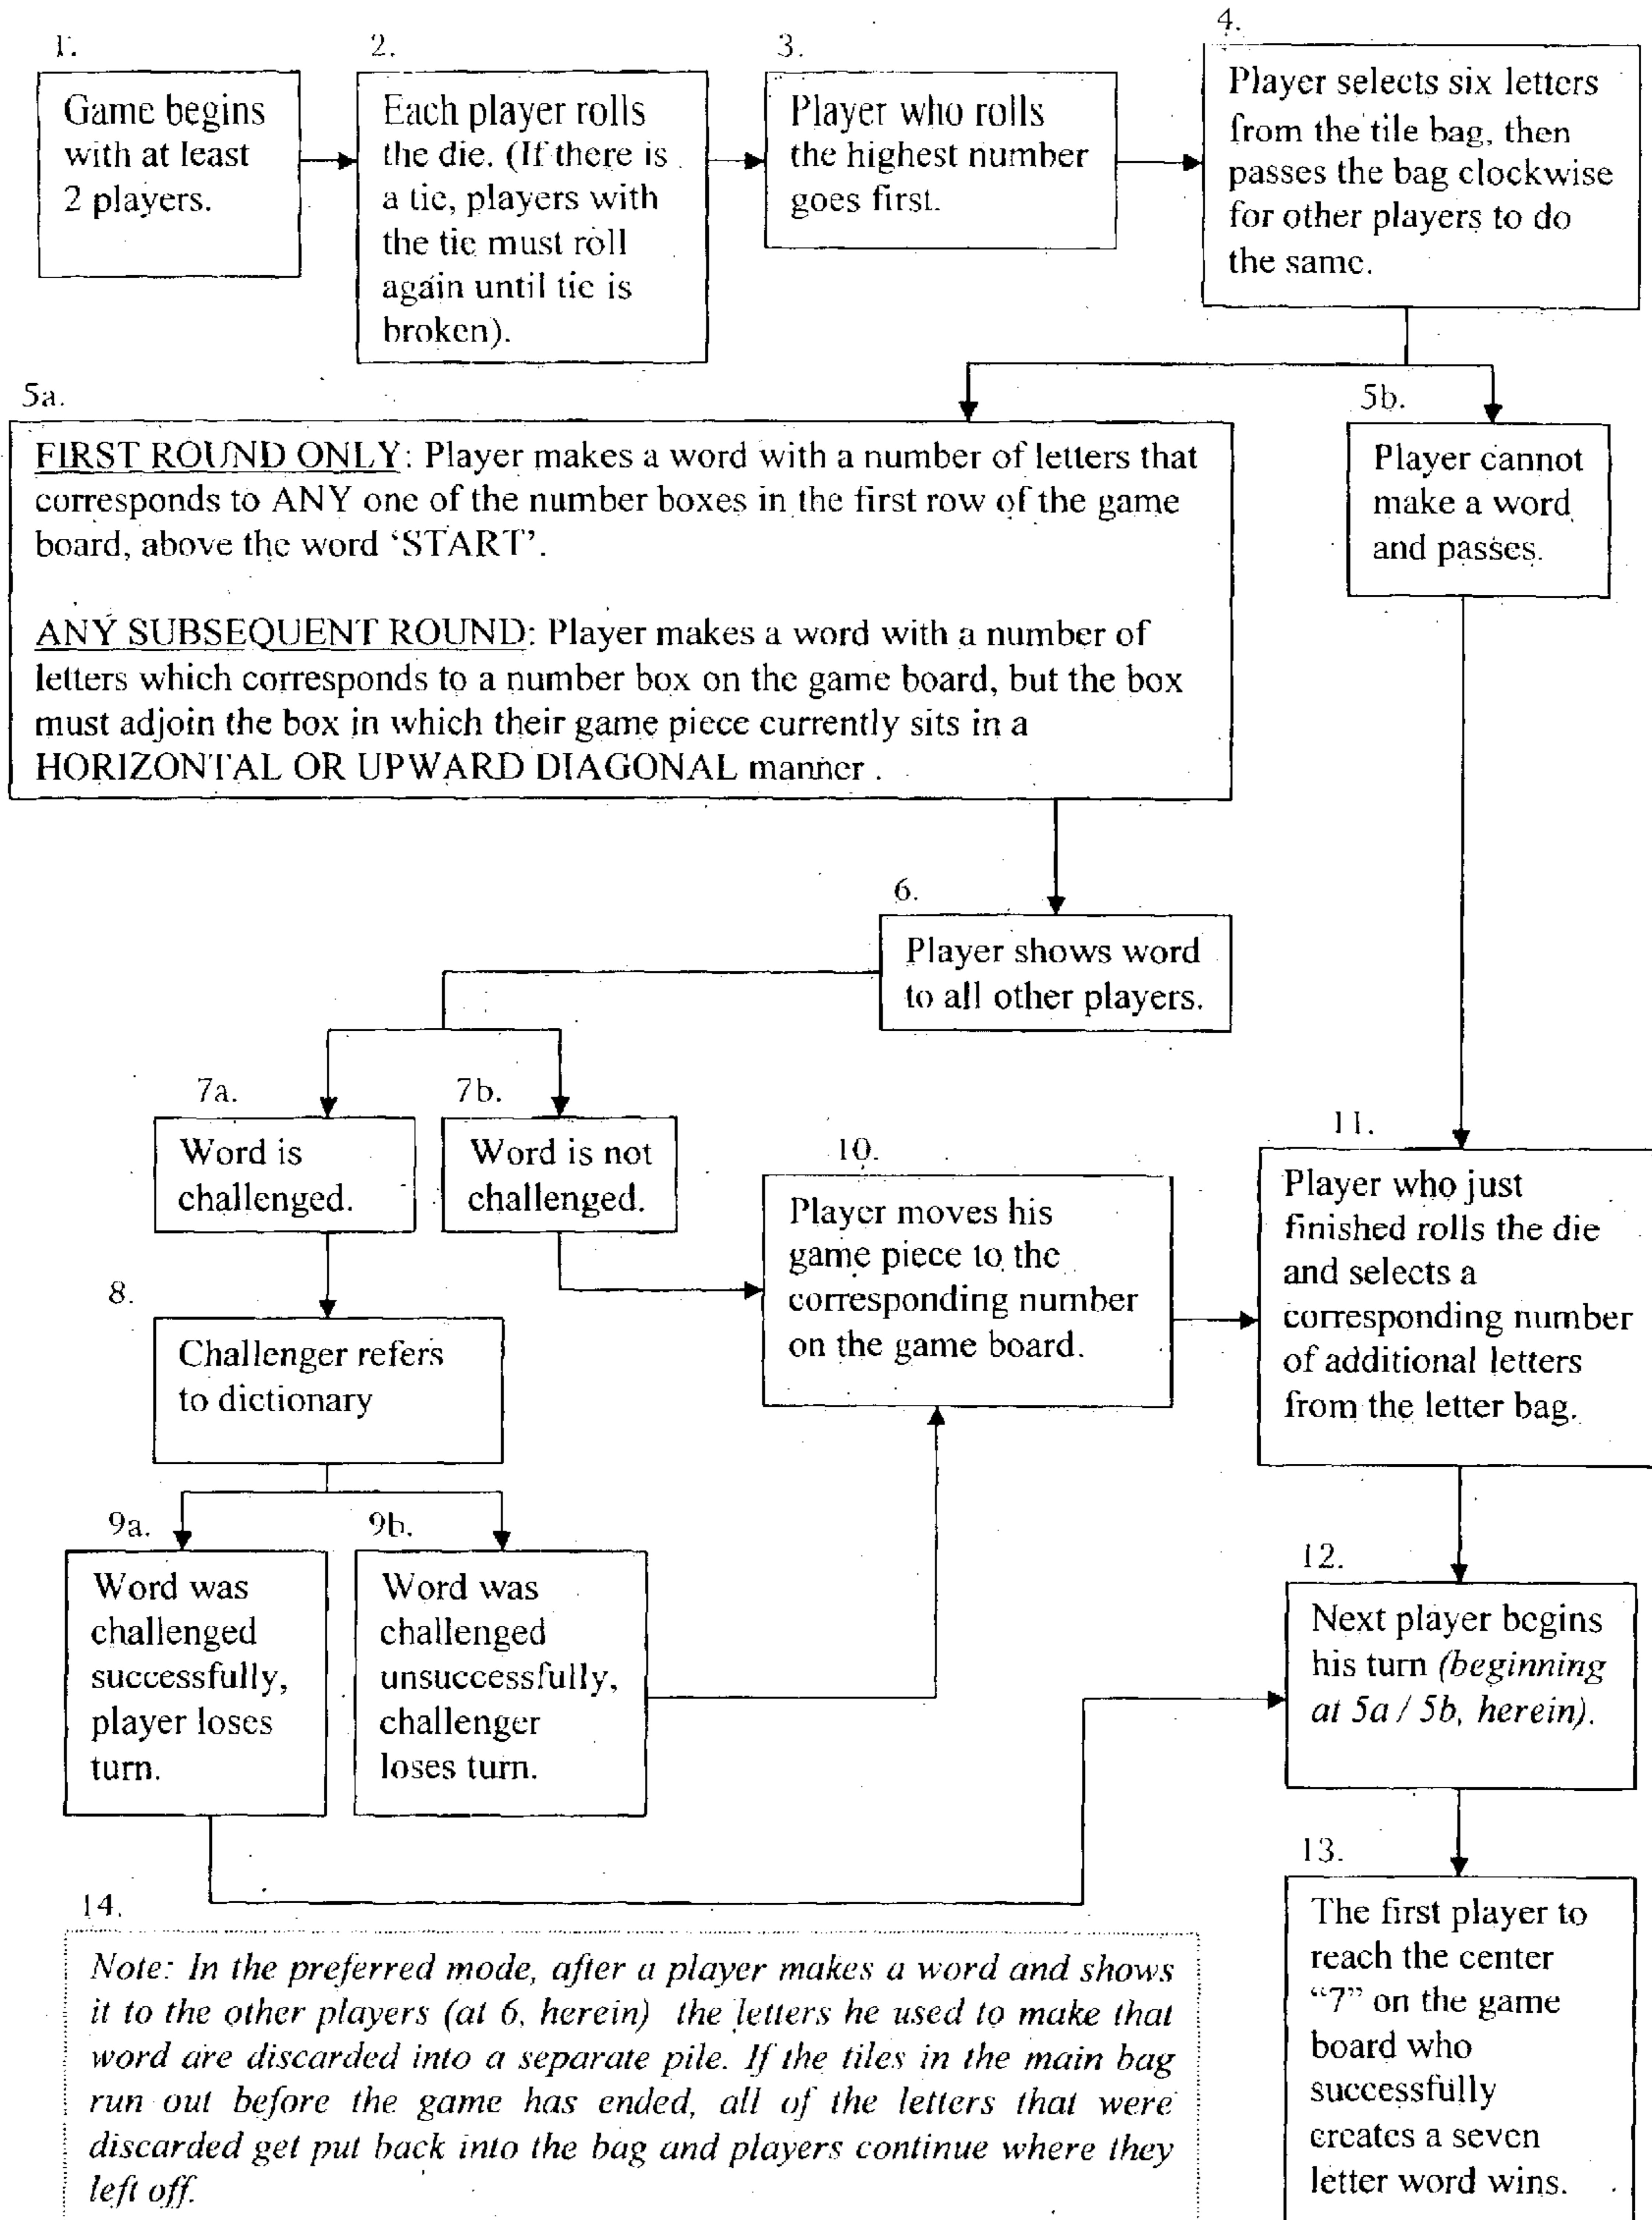 1.
Game begins
with at least
2 players.
2.
Each player rolls
the die. (If there is
a tie, players with
the tie must roll
again until tie is
broken).
3.
Player who rolls
the highest number
goes first.
4.
Player selects six letters
from the tile bag, then
passes the bag clockwise
for other players to do
the same.
5a.
FIRST ROUND ONLY: Player makes a word with a number of letters that
corresponds to ANY one of the number boxes in the first row of the game
board, above the word ‘START’.
ANY SUBSEQUENT ROUND: Player makes a word with a number of
letters which corresponds to a number box on the game board, but the box
must adjoin the box in which their game piece currently sits in a
HORIZONTAL OR UPWARD DIAGONAL manner .
5b.
Player cannot
make a word
and passes.
6.
Player shows word
to all other players.
7a.
Word is
challenged.
7b.
Word is not
challenged.
8.
Challenger refers
to dictionary
9a.
Word was
challenged
successfully,
player loses
turn.
9b.
Word was
challenged
unsuccessfully,
challenger
loses turn.
10.
Player moves his
game piece to the
corresponding number
on the game board.
11.
Player who just
finished rolls the die
and selects a
corresponding number
of additional letters
from the letter bag.
12.
Next player begins
his turn (beginning
at 5a / 5b, herein).
13.
The first player to
reach the center
“7” on the game
board who
successfully
creates a seven
letter word wins.
14.
Note: In the preferred mode, after a player makes a word and shows
it to the other players (at 6, herein) the letters he used to make that
word are discarded into a separate pile. If the tiles in the main bag
run out before the game has ended, all of the letters that were
discarded get put back into the bag and players continue where they
left off.